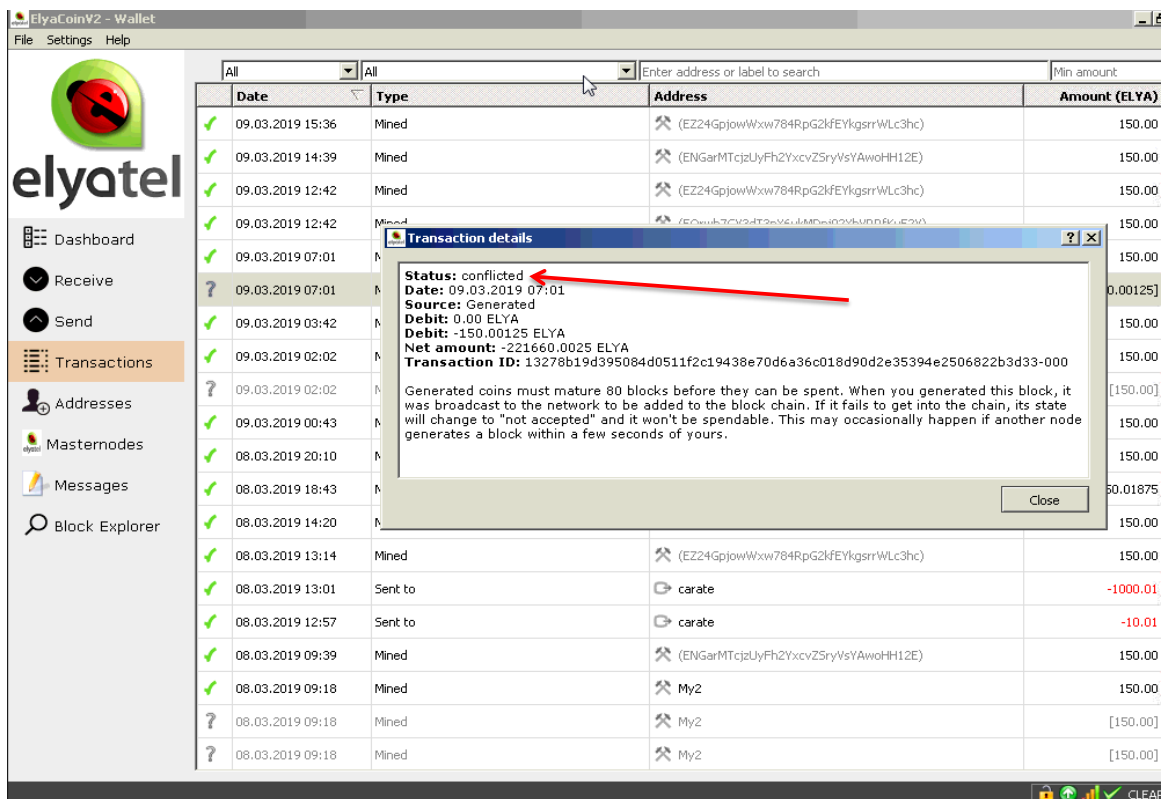 ElyaCoinV2 - Wallet
File Settings Help
elyatel
Dashboard
Receive
Send
Transactions
Addresses
Masternodes
Messages
Block Explorer
All All Enter address or label to search Min amount
Date Type Address Amount (ELYA)
09.03.2019 15:36 Mined (EZ24GpjowWxw784RpG2kfEYkgsrrWLc3hc) 150.00
09.03.2019 14:39 Mined (ENGarMTcjzUyFh2YxcvZSryVsYAwoHH12E) 150.00
09.03.2019 12:42 Mined (EZ24GpjowWxw784RpG2kfEYkgsrrWLc3hc) 150.00
09.03.2019 12:42 Mined 150.00
09.03.2019 07:01 150.00
09.03.2019 07:01 0.00125]
09.03.2019 03:42 150.00
09.03.2019 02:02 150.00
09.03.2019 02:02 [150.00]
09.03.2019 00:43 150.00
08.03.2019 20:10 150.00
08.03.2019 18:43 50.01875
08.03.2019 14:20 150.00
Transaction details
Status: conflicted
Date: 09.03.2019 07:01
Source: Generated
Debit: 0.00 ELYA
Debit: -150.00125 ELYA
Net amount: -221660.0025 ELYA
Transaction ID: 13278b19d395084d0511f2c19438e70d6a36c018d90d2e35394e2506822b3d33-000
Generated coins must mature 80 blocks before they can be spent. When you generated this block, it
was broadcast to the network to be added to the block chain. If it fails to get into the chain, its state
will change to "not accepted" and it won't be spendable. This may occasionally happen if another node
generates a block within a few seconds of yours.
Close
08.03.2019 13:14 Mined (EZ24GpjowWxw784RpG2kfEYkgsrrWLc3hc) 150.00
08.03.2019 13:01 Sent to carate -1000.01
08.03.2019 12:57 Sent to carate -10.01
08.03.2019 09:39 Mined (ENGarMTcjzUyFh2YxcvZSryVsYAwoHH12E) 150.00
08.03.2019 09:18 Mined My2 150.00
08.03.2019 09:18 Mined My2 [150.00]
08.03.2019 09:18 Mined My2 [150.00]